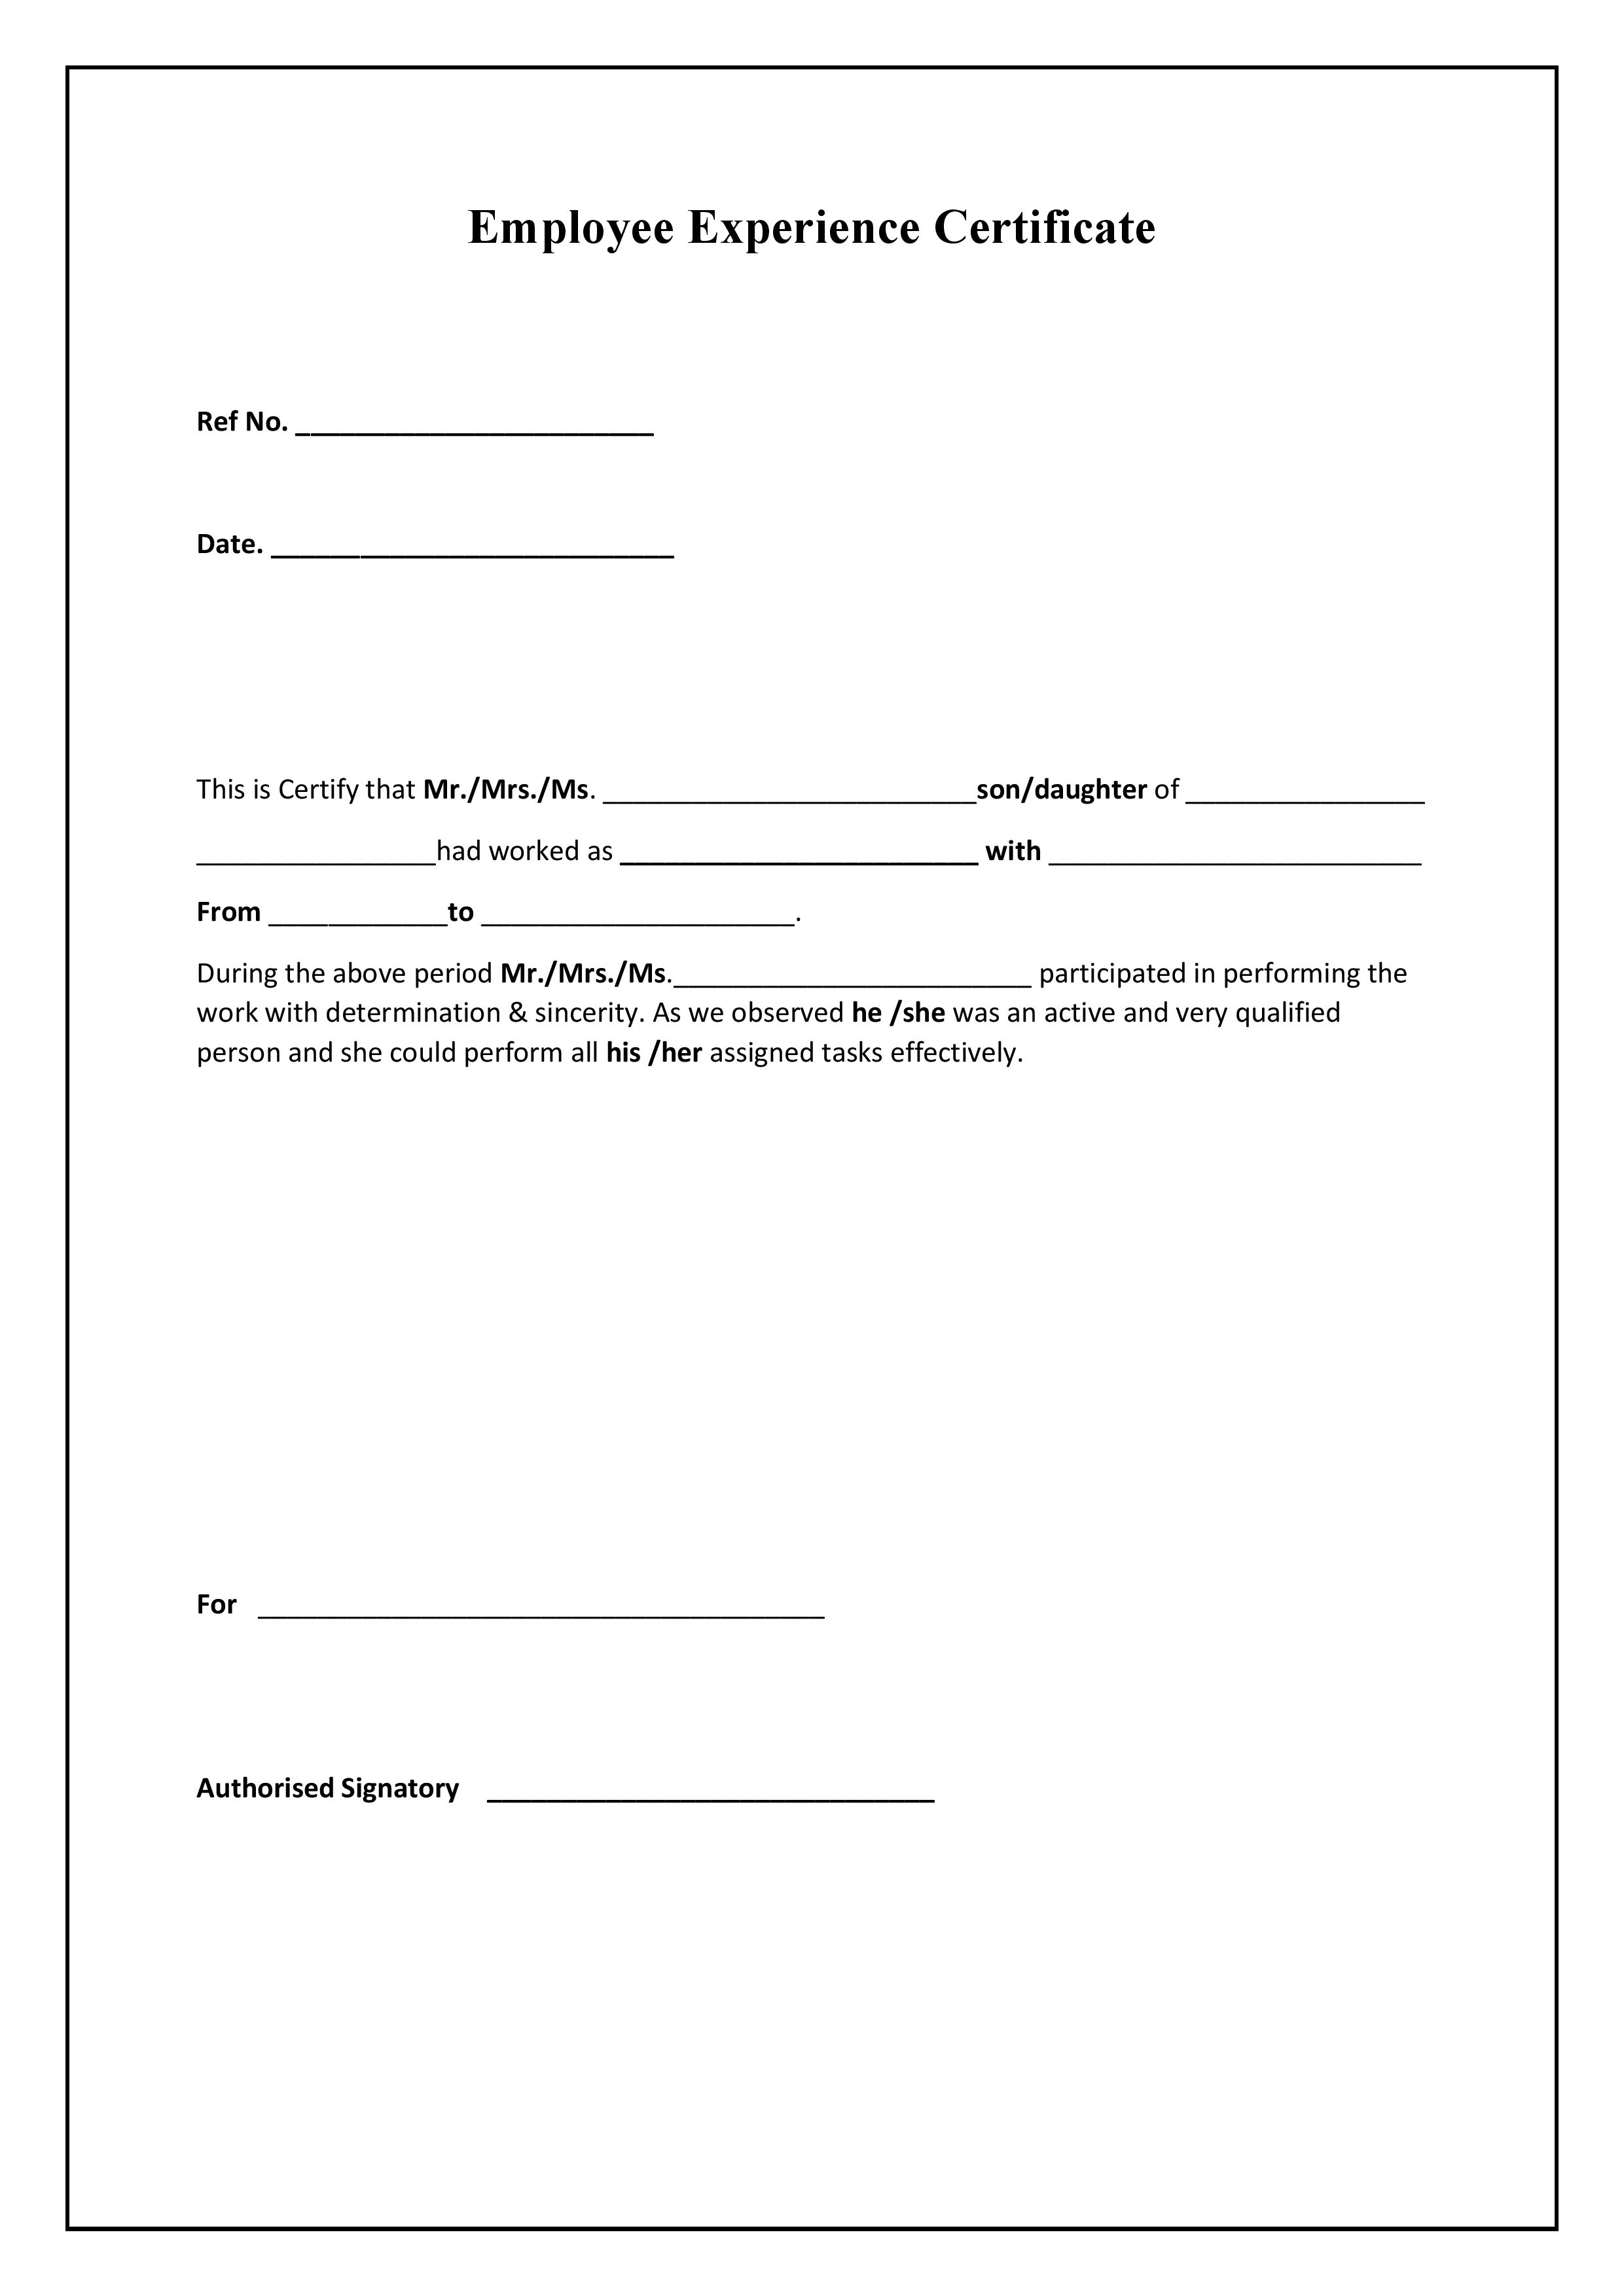 Employee Experience Certificate
Ref No. ________________________
Date. ___________________________
This is Certify that Mr./Mrs./Ms. _________________________son/daughter of ________________
________________had worked as ________________________ with _________________________
From ____________to _____________________.
During the above period Mr./Mrs./Ms.________________________ participated in performing the
work with determination & sincerity. As we observed he /she was an active and very qualified
person and she could perform all his /her assigned tasks effectively.
For ______________________________________
Authorised Signatory ______________________________